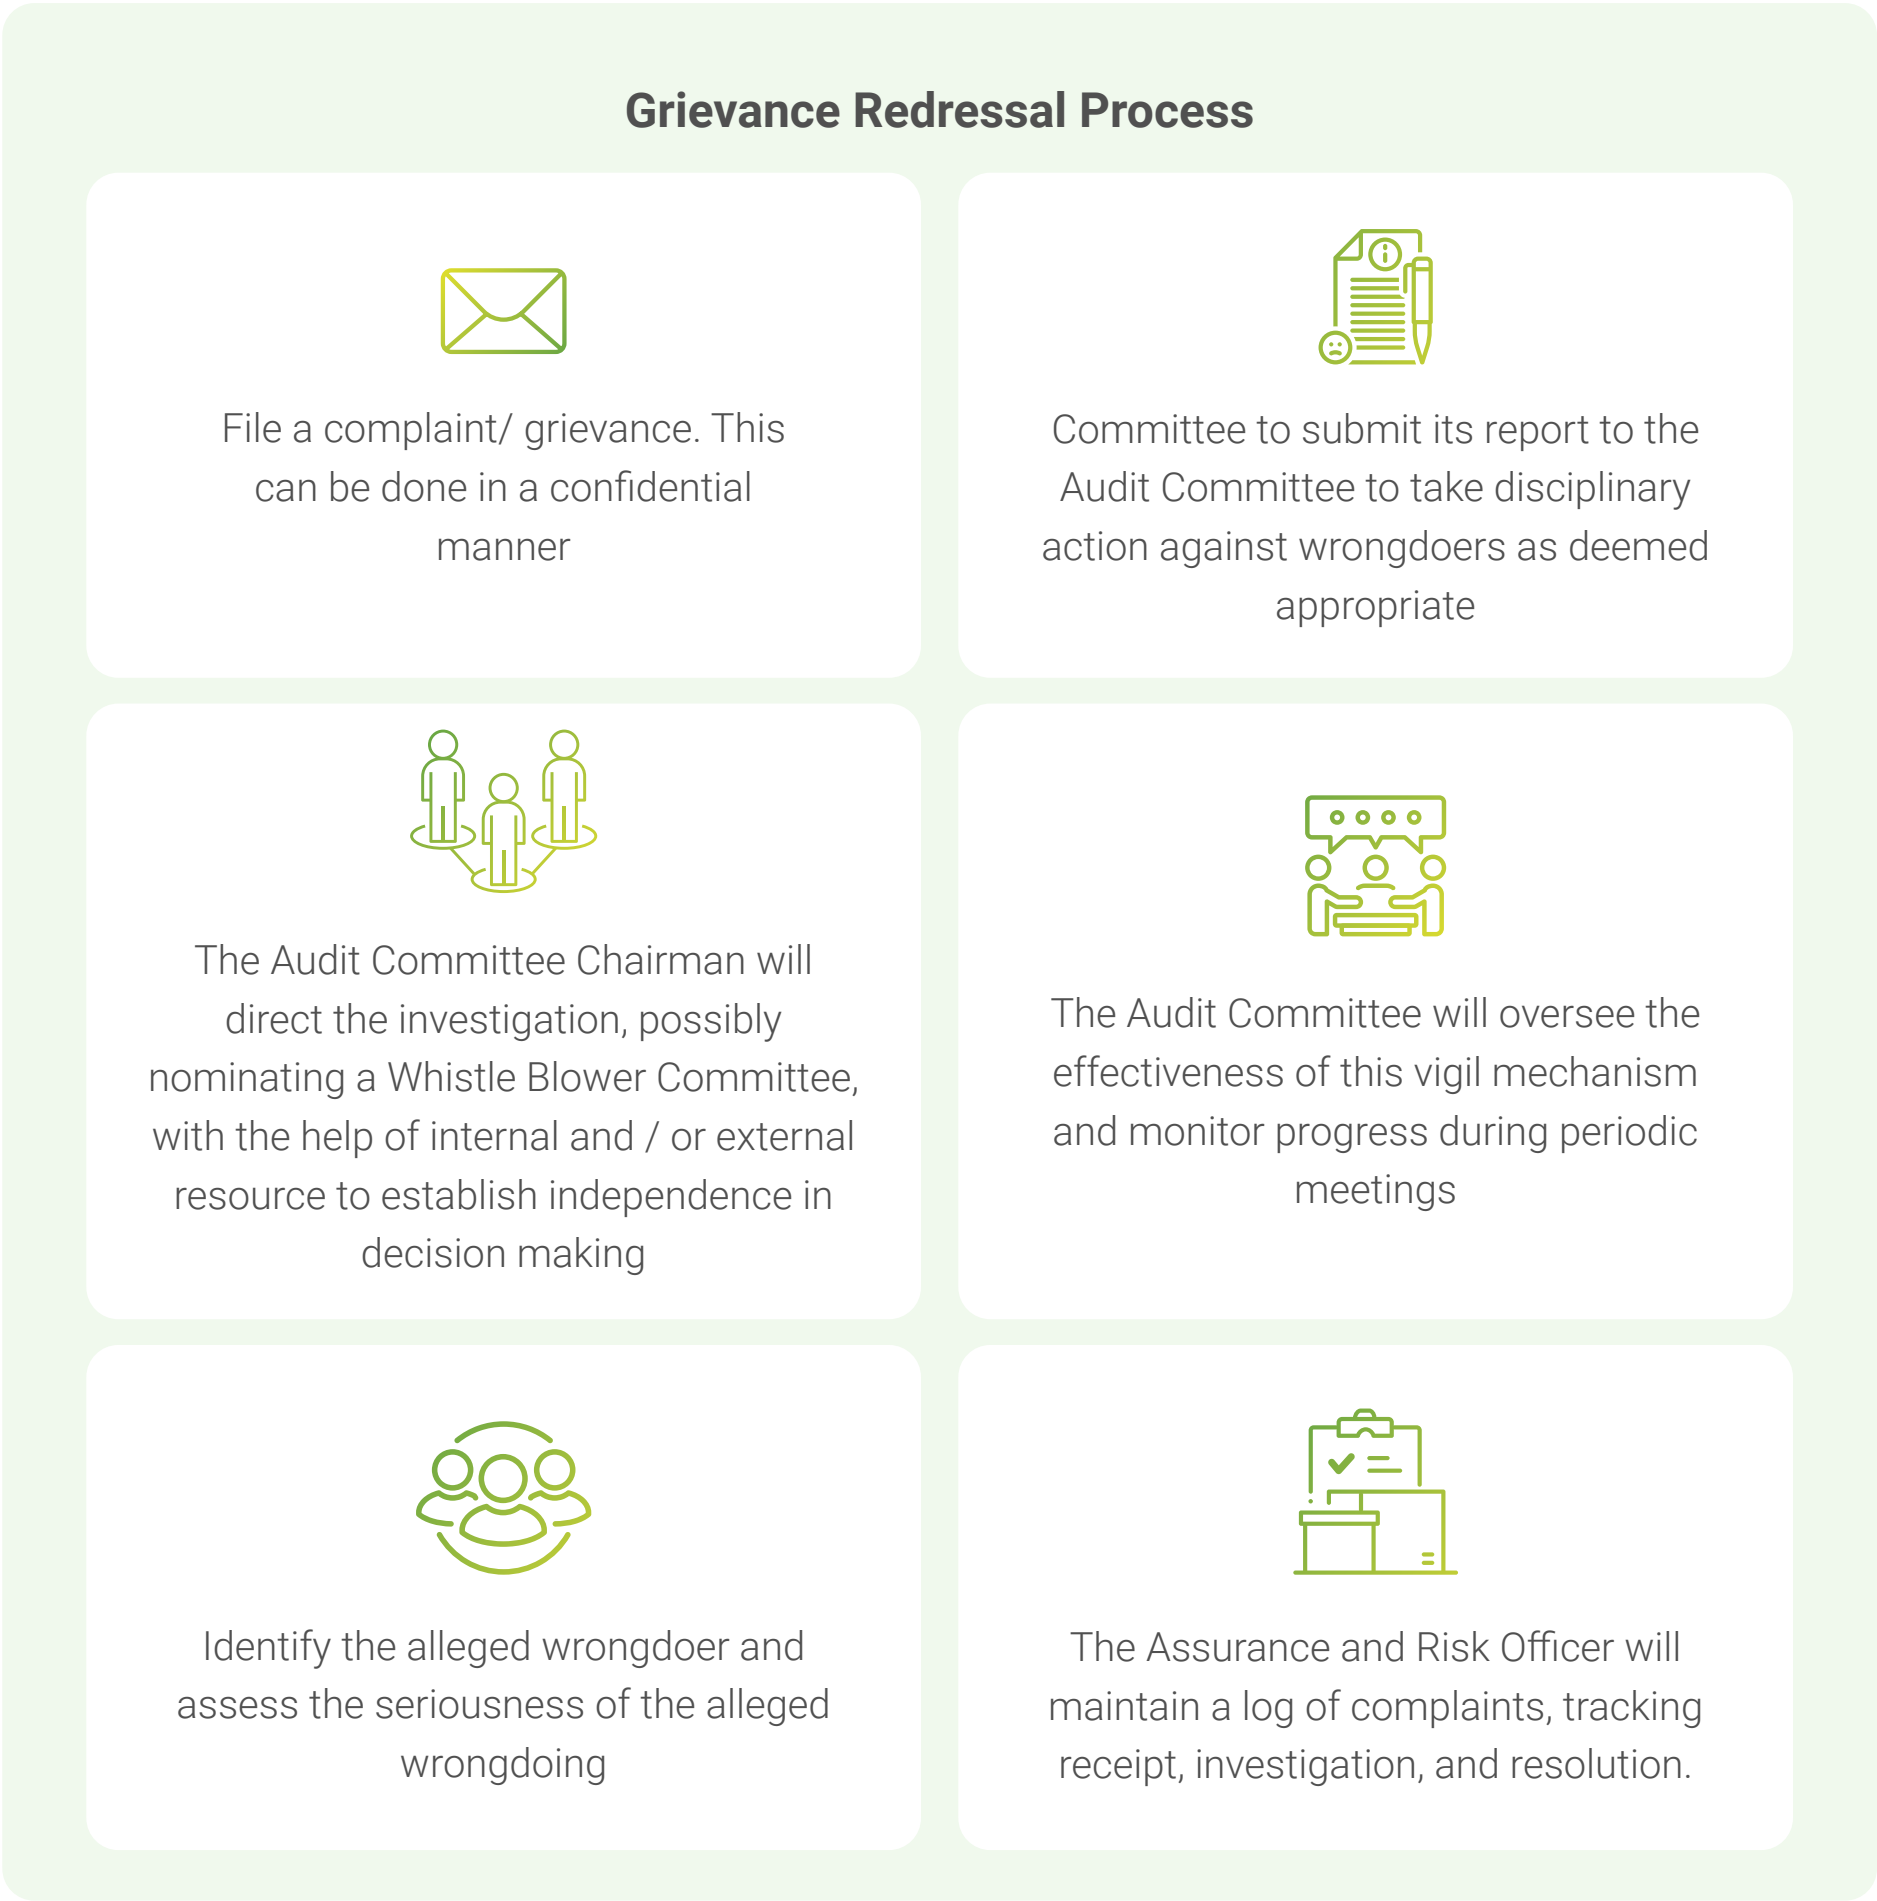 Grievance Redressal Process
File a complaint/ grievance. This
can be done in a confidential
manner
The Audit Committee Chairman will
direct the investigation, possibly
nominating a Whistle Blower Committee,
with the help of internal and / or external
resource to establish independence in
decision making
Identify the alleged wrongdoer and
assess the seriousness of the alleged
wrongdoing
Committee to submit its report to the
Audit Committee to take disciplinary
action against wrongdoers as deemed
appropriate
The Audit Committee will oversee the
effectiveness of this vigil mechanism
and monitor progress during periodic
meetings
The Assurance and Risk Officer will
maintain a log of complaints, tracking
receipt, investigation, and resolution.